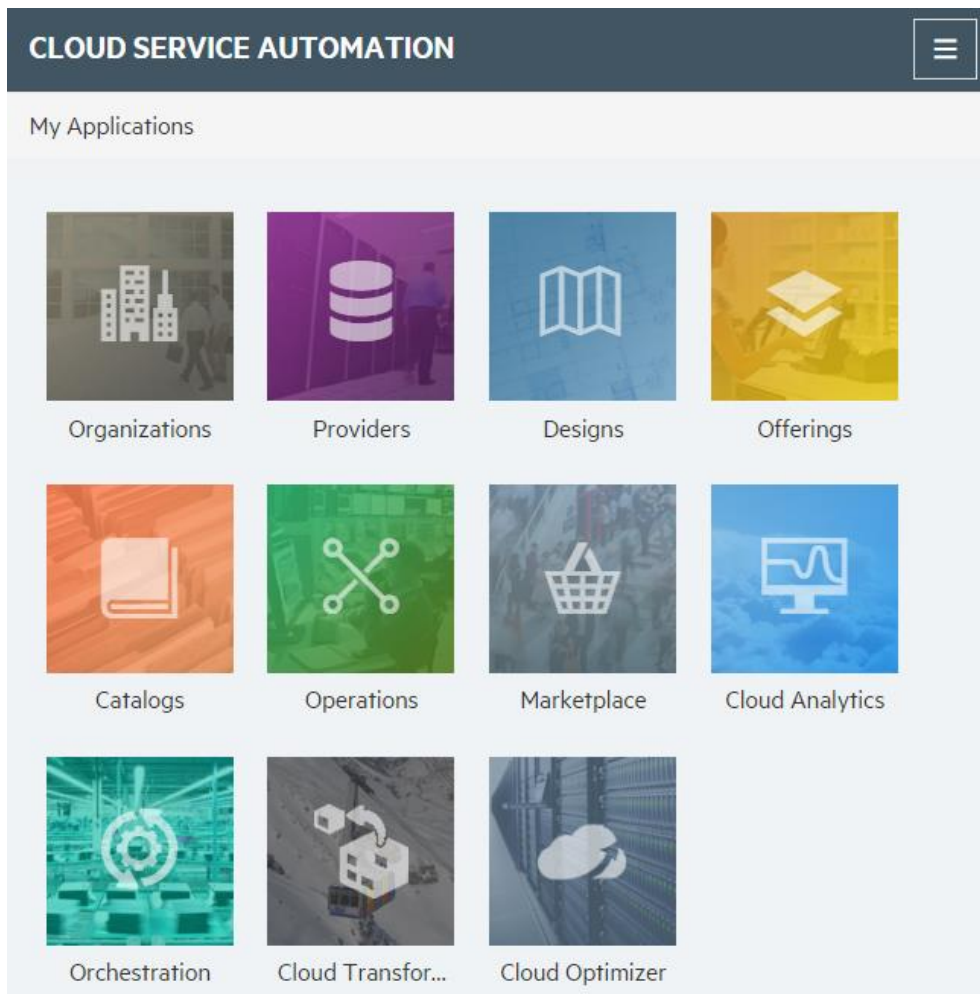 CLOUD SERVICE AUTOMATION
My Applications
Organizations Providers Designs Offerings
Catalogs Operations Marketplace Cloud Analytics
Orchestration Cloud Transfor... Cloud Optimizer